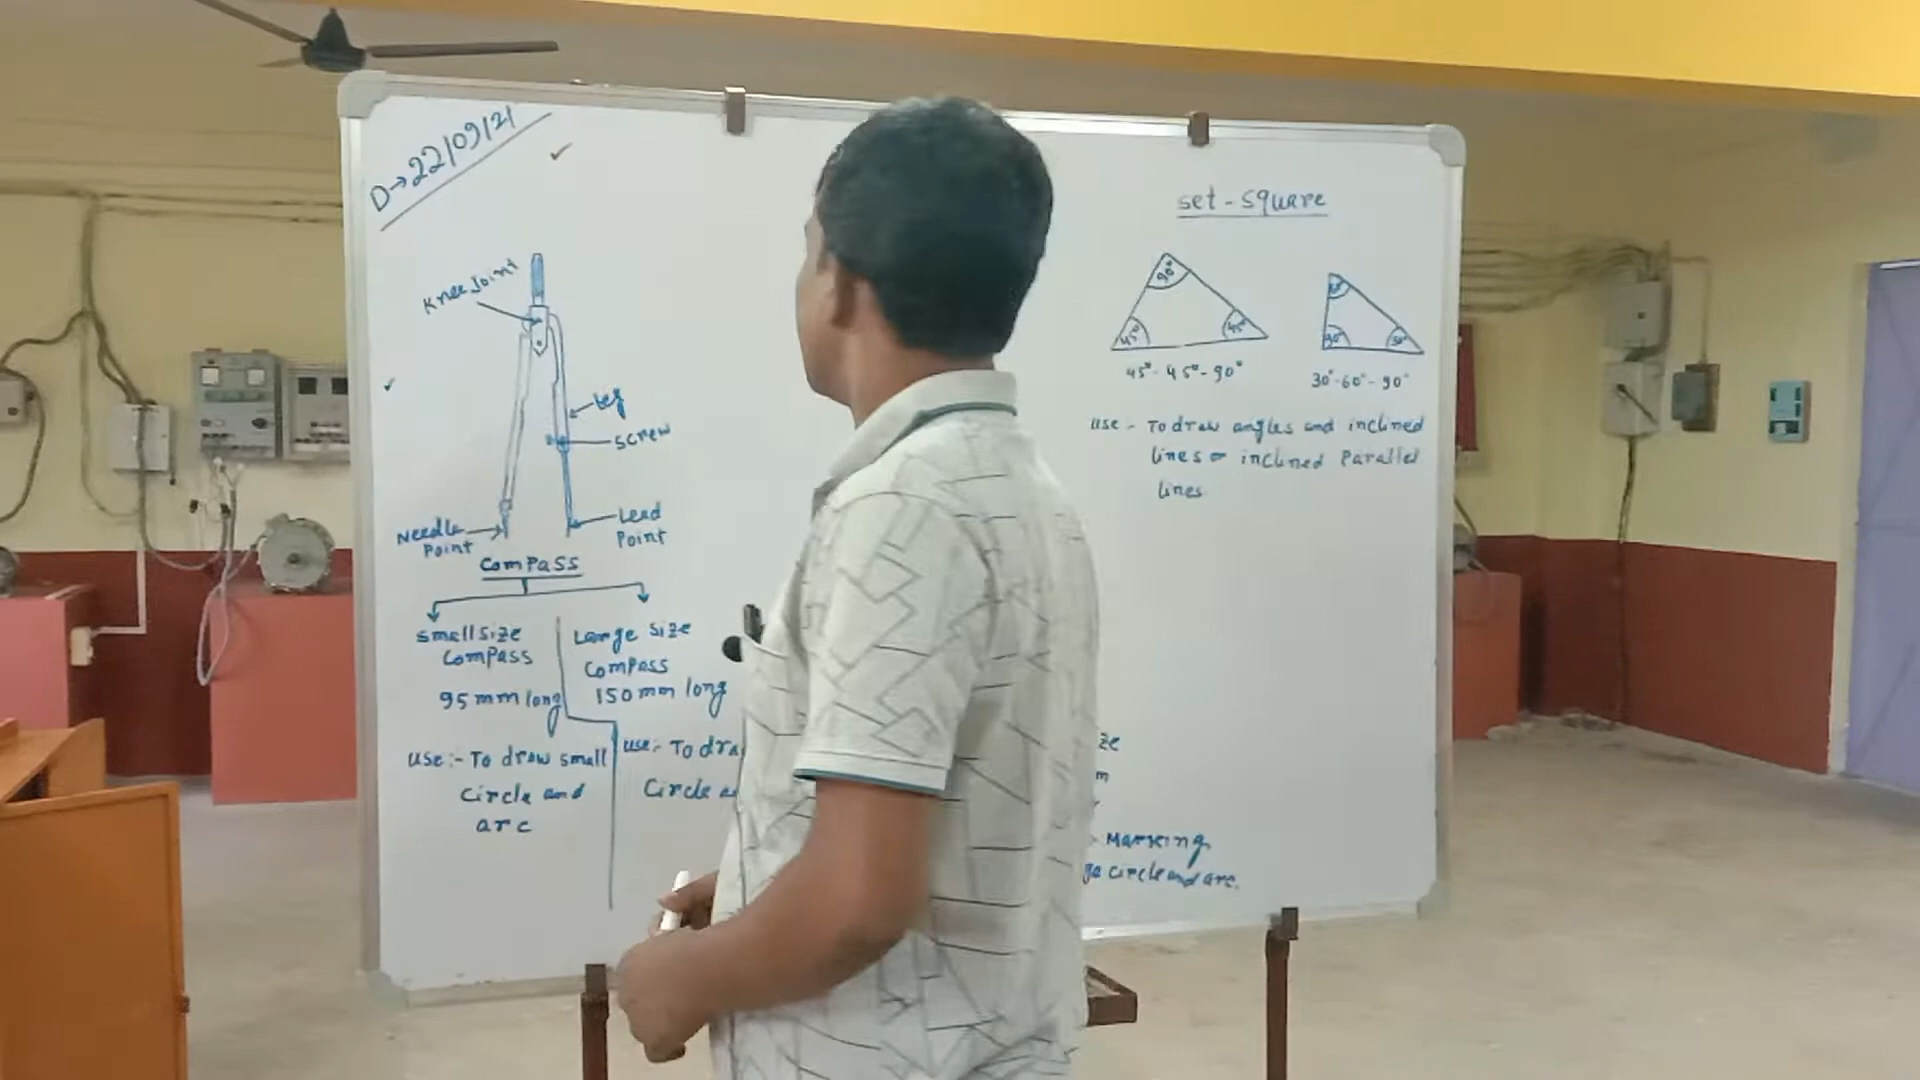 D→22/09/21
Knee Joint
Leg
screw
Needle
Point
Lead
Point
ComPaSS
Small size
ComPass
95 mm long
use:- To draw small
Circle and
arc
Large size
ComPass
150 mm long
use:- To dra
Circle a
set-square
90°
45°
45°
45°-45°-90°
90°
30°
30°-60°-90°
use- To draw angles and inclined
lines or inclined Parallel
lines
ze
m
Marking
circle and arc.